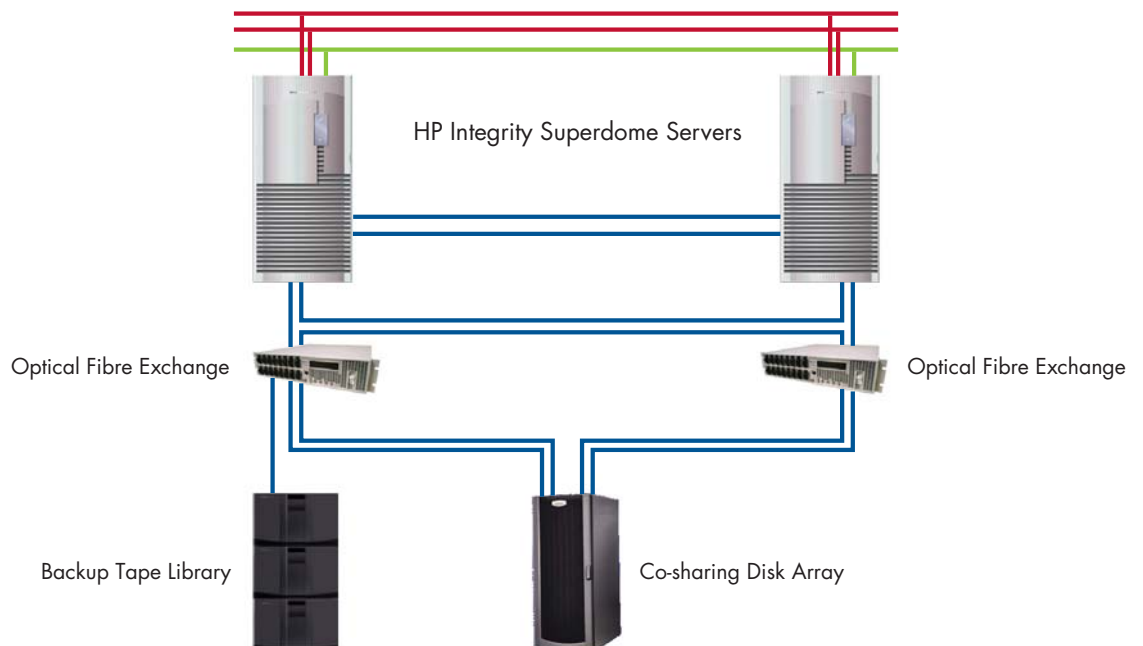 HP Integrity Superdome Servers
Optical Fibre Exchange
Optical Fibre Exchange
Backup Tape Library
Co-sharing Disk Array